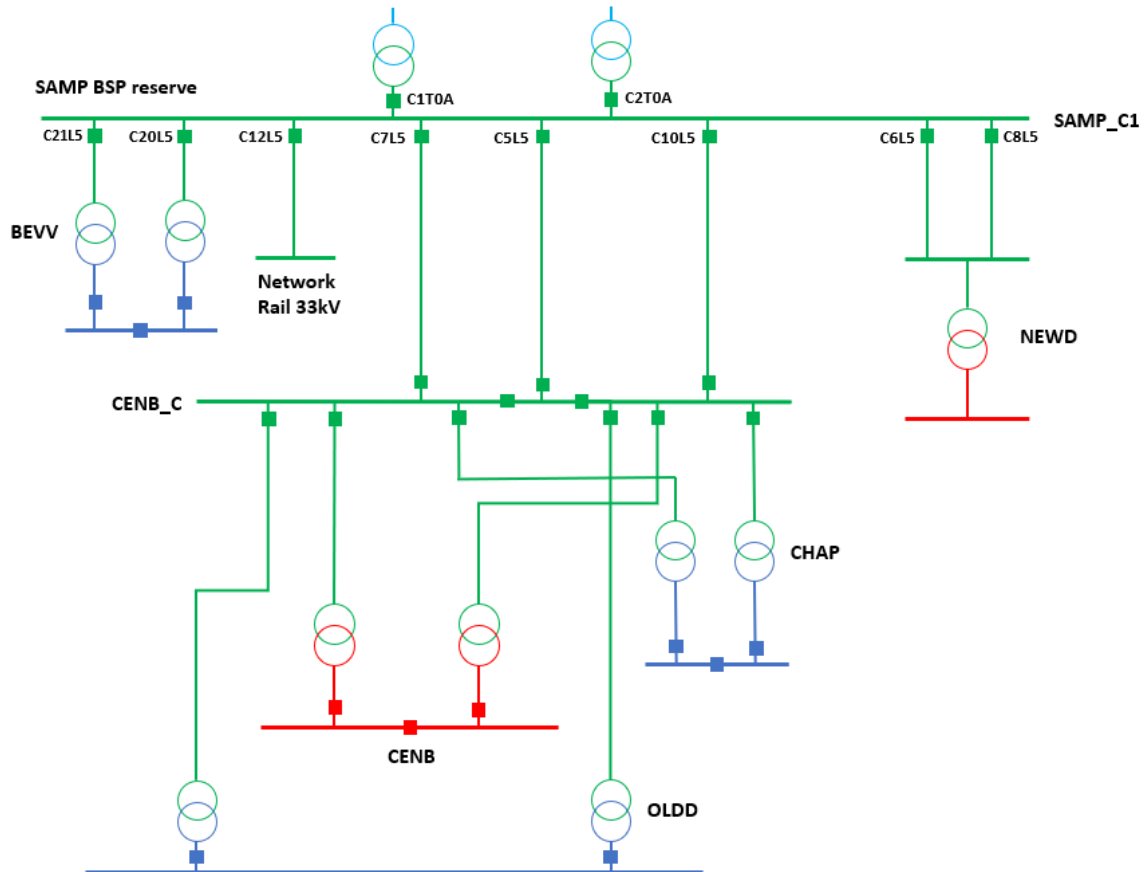 SAMP BSP reserve
C1T0A
C2T0A
SAMP_C1
C21L5
C20L5
C12L5
C7L5
C5L5
C10L5
C6L5
C8L5
BEVV
Network
Rail 33kV
NEWD
CENB_C
CHAP
CENB
OLDD